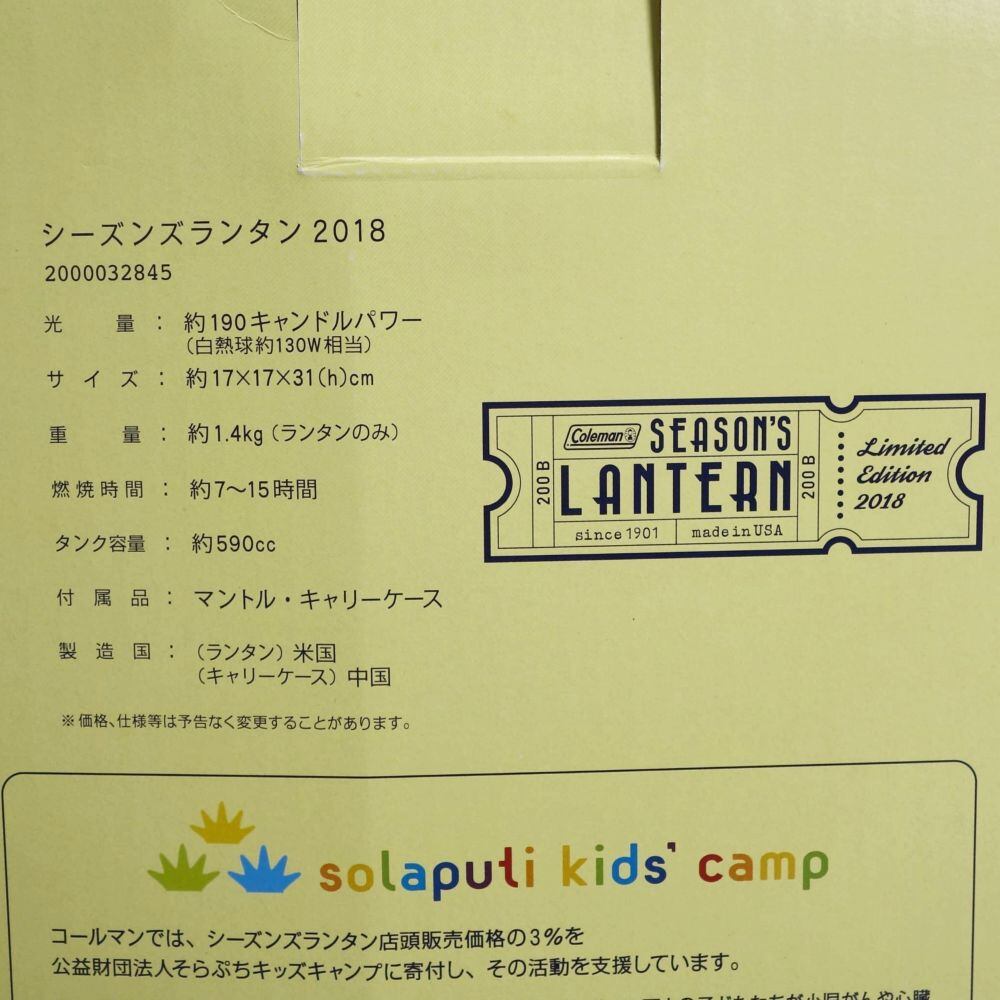 シーズンズランタン 2018
2000032845
光量：約190キャンドルパワー
（白熱球約130W相当）
サイズ：約17×17×31(h)cm
重量：約1.4kg（ランタンのみ）
燃焼時間：約7～15時間
タンク容量：約590cc
付属品：マントル・キャリーケース
製造国：（ランタン）米国
（キャリーケース）中国
※価格、仕様等は予告なく変更することがあります。
200B
Coleman SEASON'S
LANTERN
since 1901 made in USA
200B
Limited
Edition
2018
solaputi kids' camp
コールマンでは、シーズンズランタン店頭販売価格の3%を
公益財団法人そらぷちキッズキャンプに寄付し、その活動を支援しています。